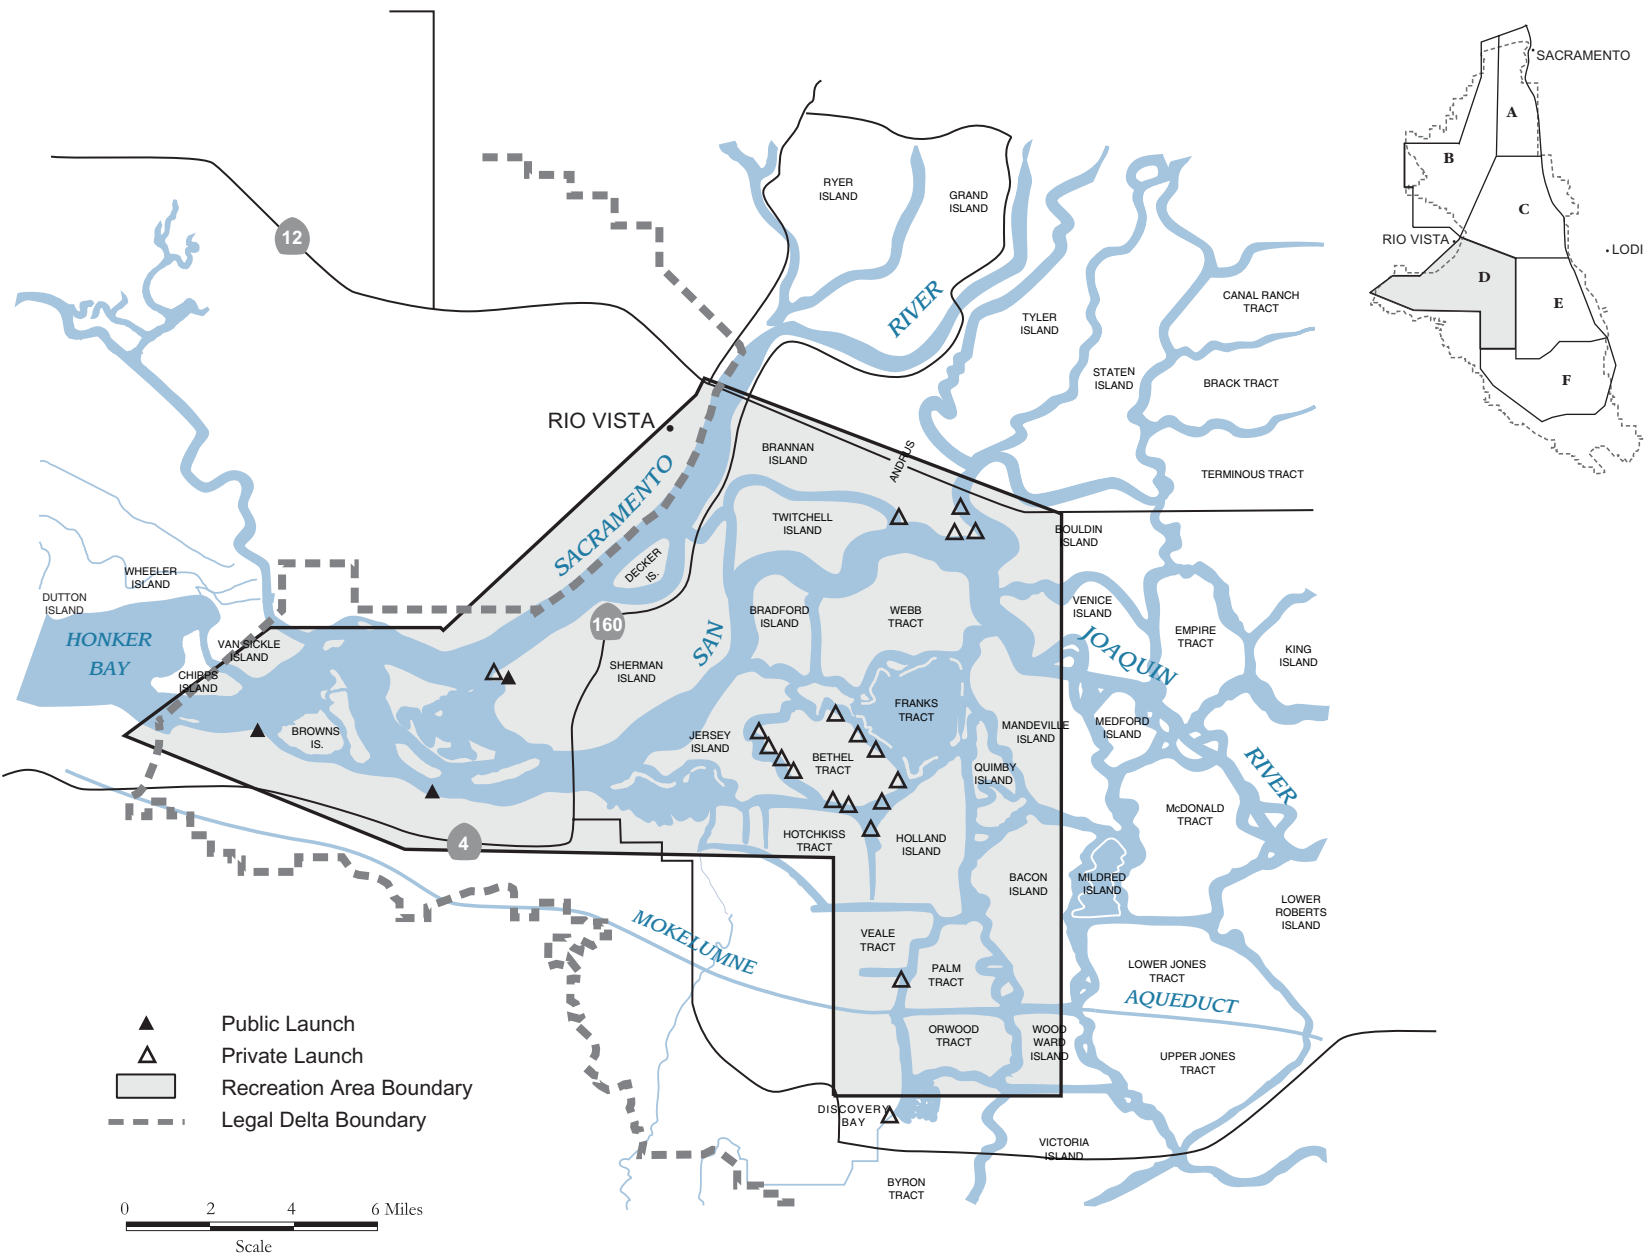 SACRAMENTO
A
B
C
RIO VISTA
LODI
D
E
F
12
RYER
ISLAND
GRAND
ISLAND
RIVER
TYLER
ISLAND
CANAL RANCH
TRACT
STATEN
ISLAND
BRACK TRACT
RIO VISTA
BRANNAN
ISLAND
ANDRUS
TERMINOUS TRACT
SACRAMENTO
TWITCHELL
ISLAND
BOULDIN
ISLAND
DECKER
IS.
WHEELER
ISLAND
DUTTON
ISLAND
HONKER
BAY
VAN SICKLE
ISLAND
CHIPPS
ISLAND
160
BRADFORD
ISLAND
WEBB
TRACT
VENICE
ISLAND
SAN
JOAQUIN
EMPIRE
TRACT
KING
ISLAND
SHERMAN
ISLAND
FRANKS
TRACT
BROWNS
IS.
JERSEY
ISLAND
MANDEVILLE
ISLAND
MEDFORD
ISLAND
BETHEL
TRACT
QUIMBY
ISLAND
RIVER
McDONALD
TRACT
4
HOTCHKISS
TRACT
HOLLAND
ISLAND
BACON
ISLAND
MILDRED
ISLAND
LOWER
ROBERTS
ISLAND
MOKELUMNE
VEALE
TRACT
PALM
TRACT
LOWER JONES
TRACT
AQUEDUCT
ORWOOD
TRACT
WOOD
WARD
ISLAND
UPPER JONES
TRACT
DISCOVERY
BAY
VICTORIA
ISLAND
BYRON
TRACT
Public Launch
Private Launch
Recreation Area Boundary
Legal Delta Boundary
0 2 4 6 Miles
Scale